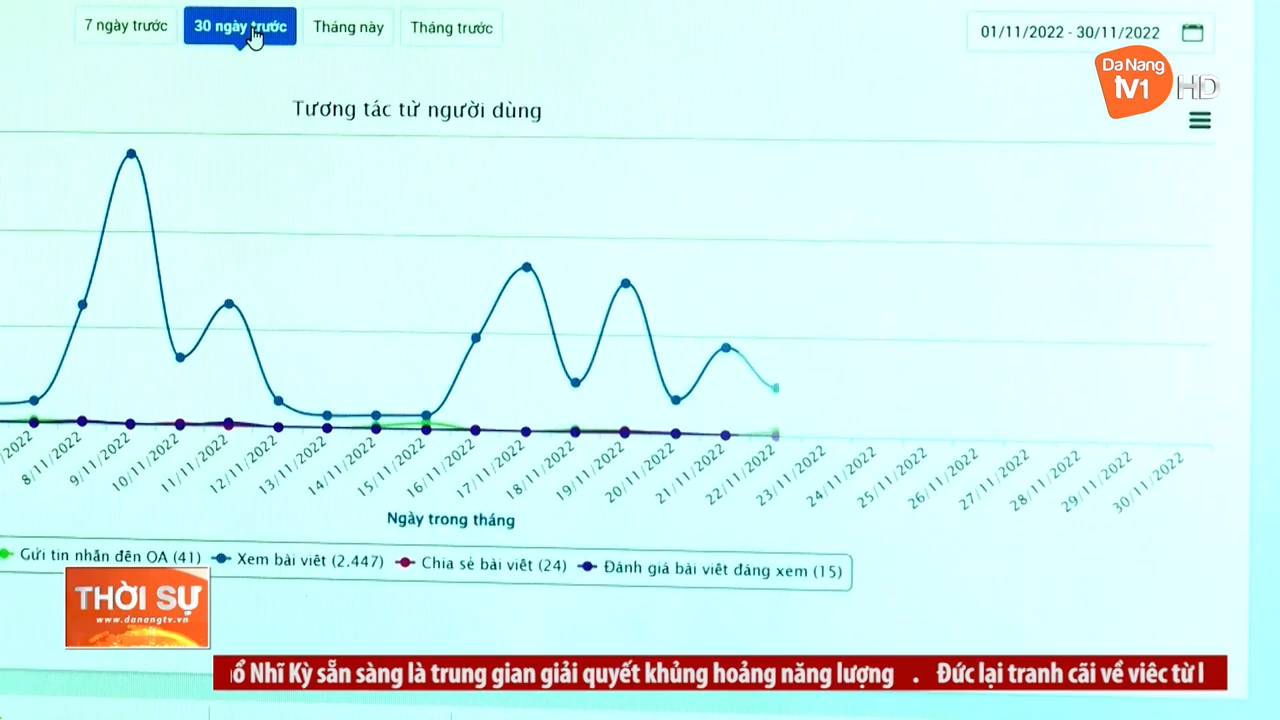 7 ngày trước
30 ngày trước
Tháng này
Tháng trước
01/11/2022 - 30/11/2022
Da Nang
TV1 HD
Tương tác từ người dùng
/2022
8/11/2022
9/11/2022
10/11/2022
11/11/2022
12/11/2022
13/11/2022
14/11/2022
15/11/2022
16/11/2022
17/11/2022
18/11/2022
19/11/2022
20/11/2022
21/11/2022
22/11/2022
23/11/2022
24/11/2022
25/11/2022
26/11/2022
27/11/2022
28/11/2022
29/11/2022
30/11/2022
Ngày trong tháng
Gửi tin nhắn đến OA (41) Xem bài viết (2.447) Chia sẻ bài viết (24) Đánh giá bài viết đáng xem (15)
THỜI SỰ
www.danangtv.vn
hổ Nhĩ Kỳ sẵn sàng là trung gian giải quyết khủng hoảng năng lượng . Đức lại tranh cãi về việc từ